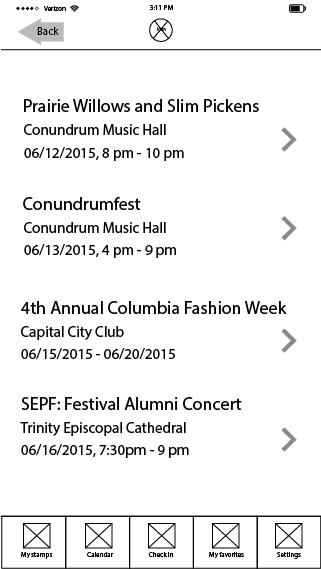 Verizon 3:11 PM
Back
Prairie Willows and Slim Pickens
Conundrum Music Hall
06/12/2015, 8 pm - 10 pm
Conundrumfest
Conundrum Music Hall
06/13/2015, 4 pm - 9 pm
4th Annual Columbia Fashion Week
Capital City Club
06/15/2015 - 06/20/2015
SEPF: Festival Alumni Concert
Trinity Episcopal Cathedral
06/16/2015, 7:30pm - 9 pm
My stamps Calendar Check In My favorites Settings